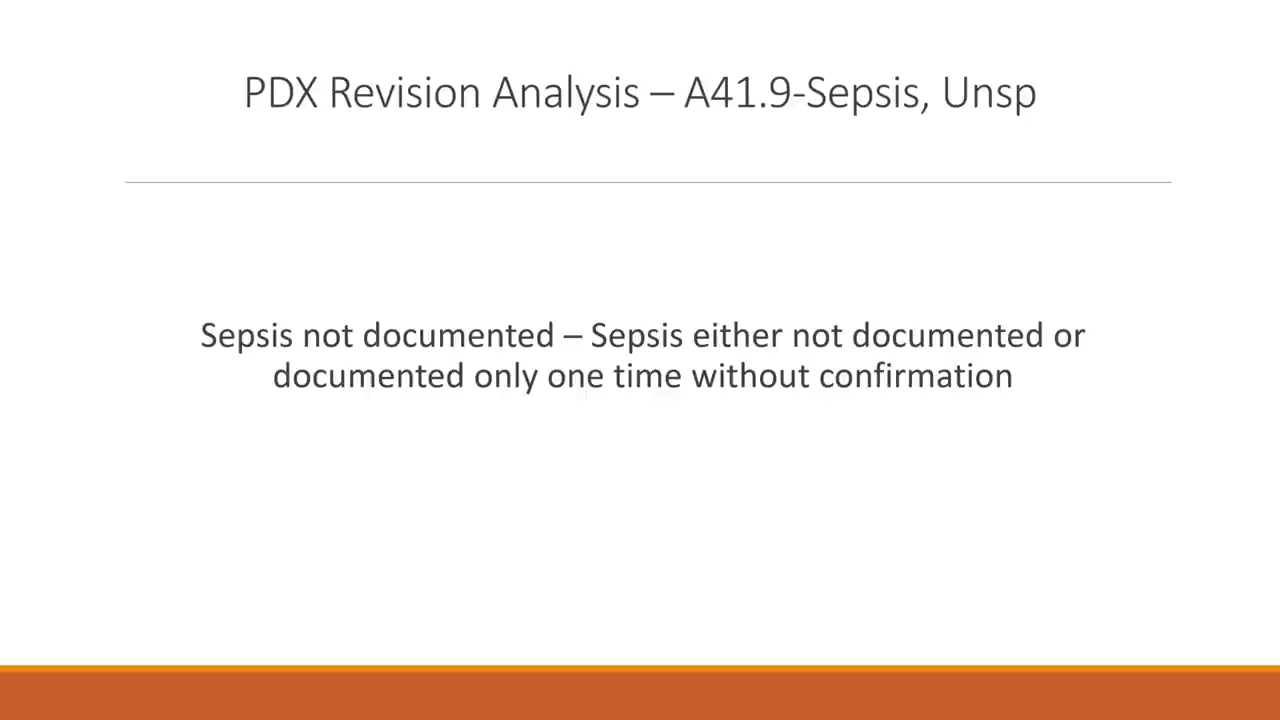 PDX Revision Analysis – A41.9-Sepsis, Unsp
Sepsis not documented – Sepsis either not documented or
documented only one time without confirmation